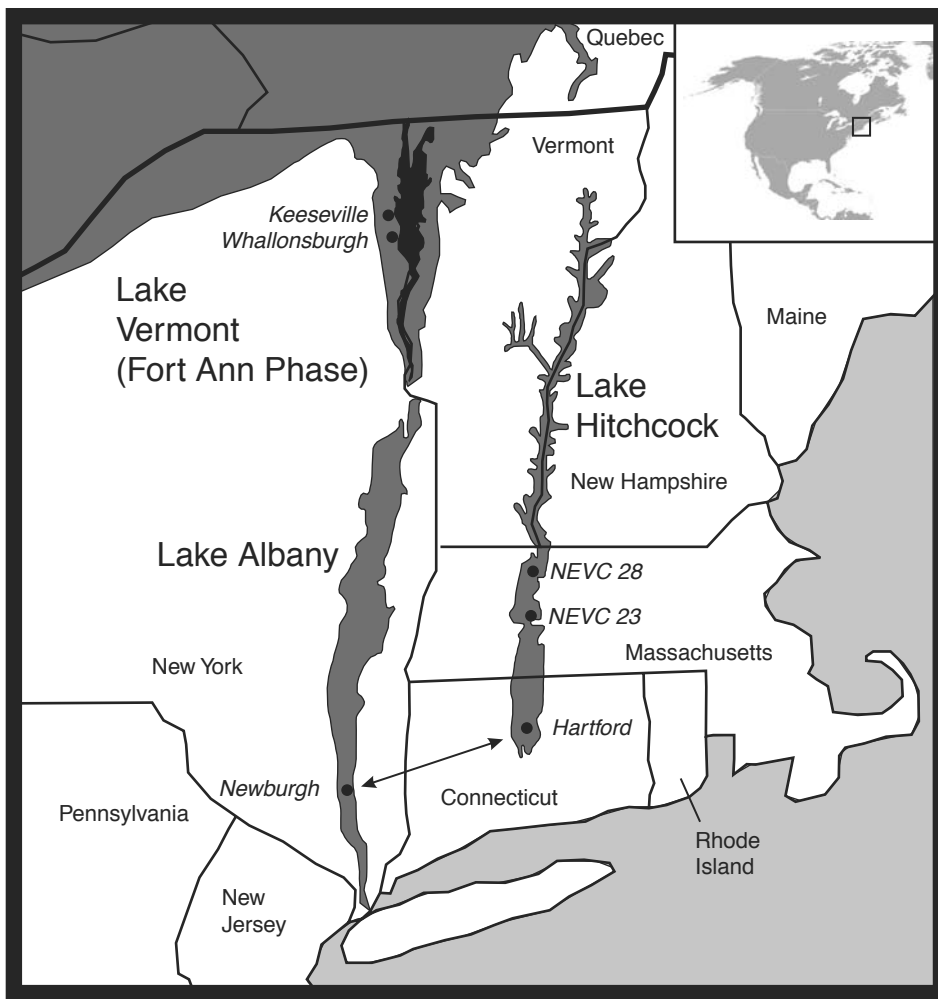 Quebec
Vermont
Keeseville
Whallonsburgh
Lake
Vermont
(Fort Ann Phase)
Maine
Lake
Hitchcock
New Hampshire
Lake Albany
NEVC 28
NEVC 23
Massachusetts
New York
Hartford
Newburgh
Connecticut
Pennsylvania
Rhode
Island
New
Jersey